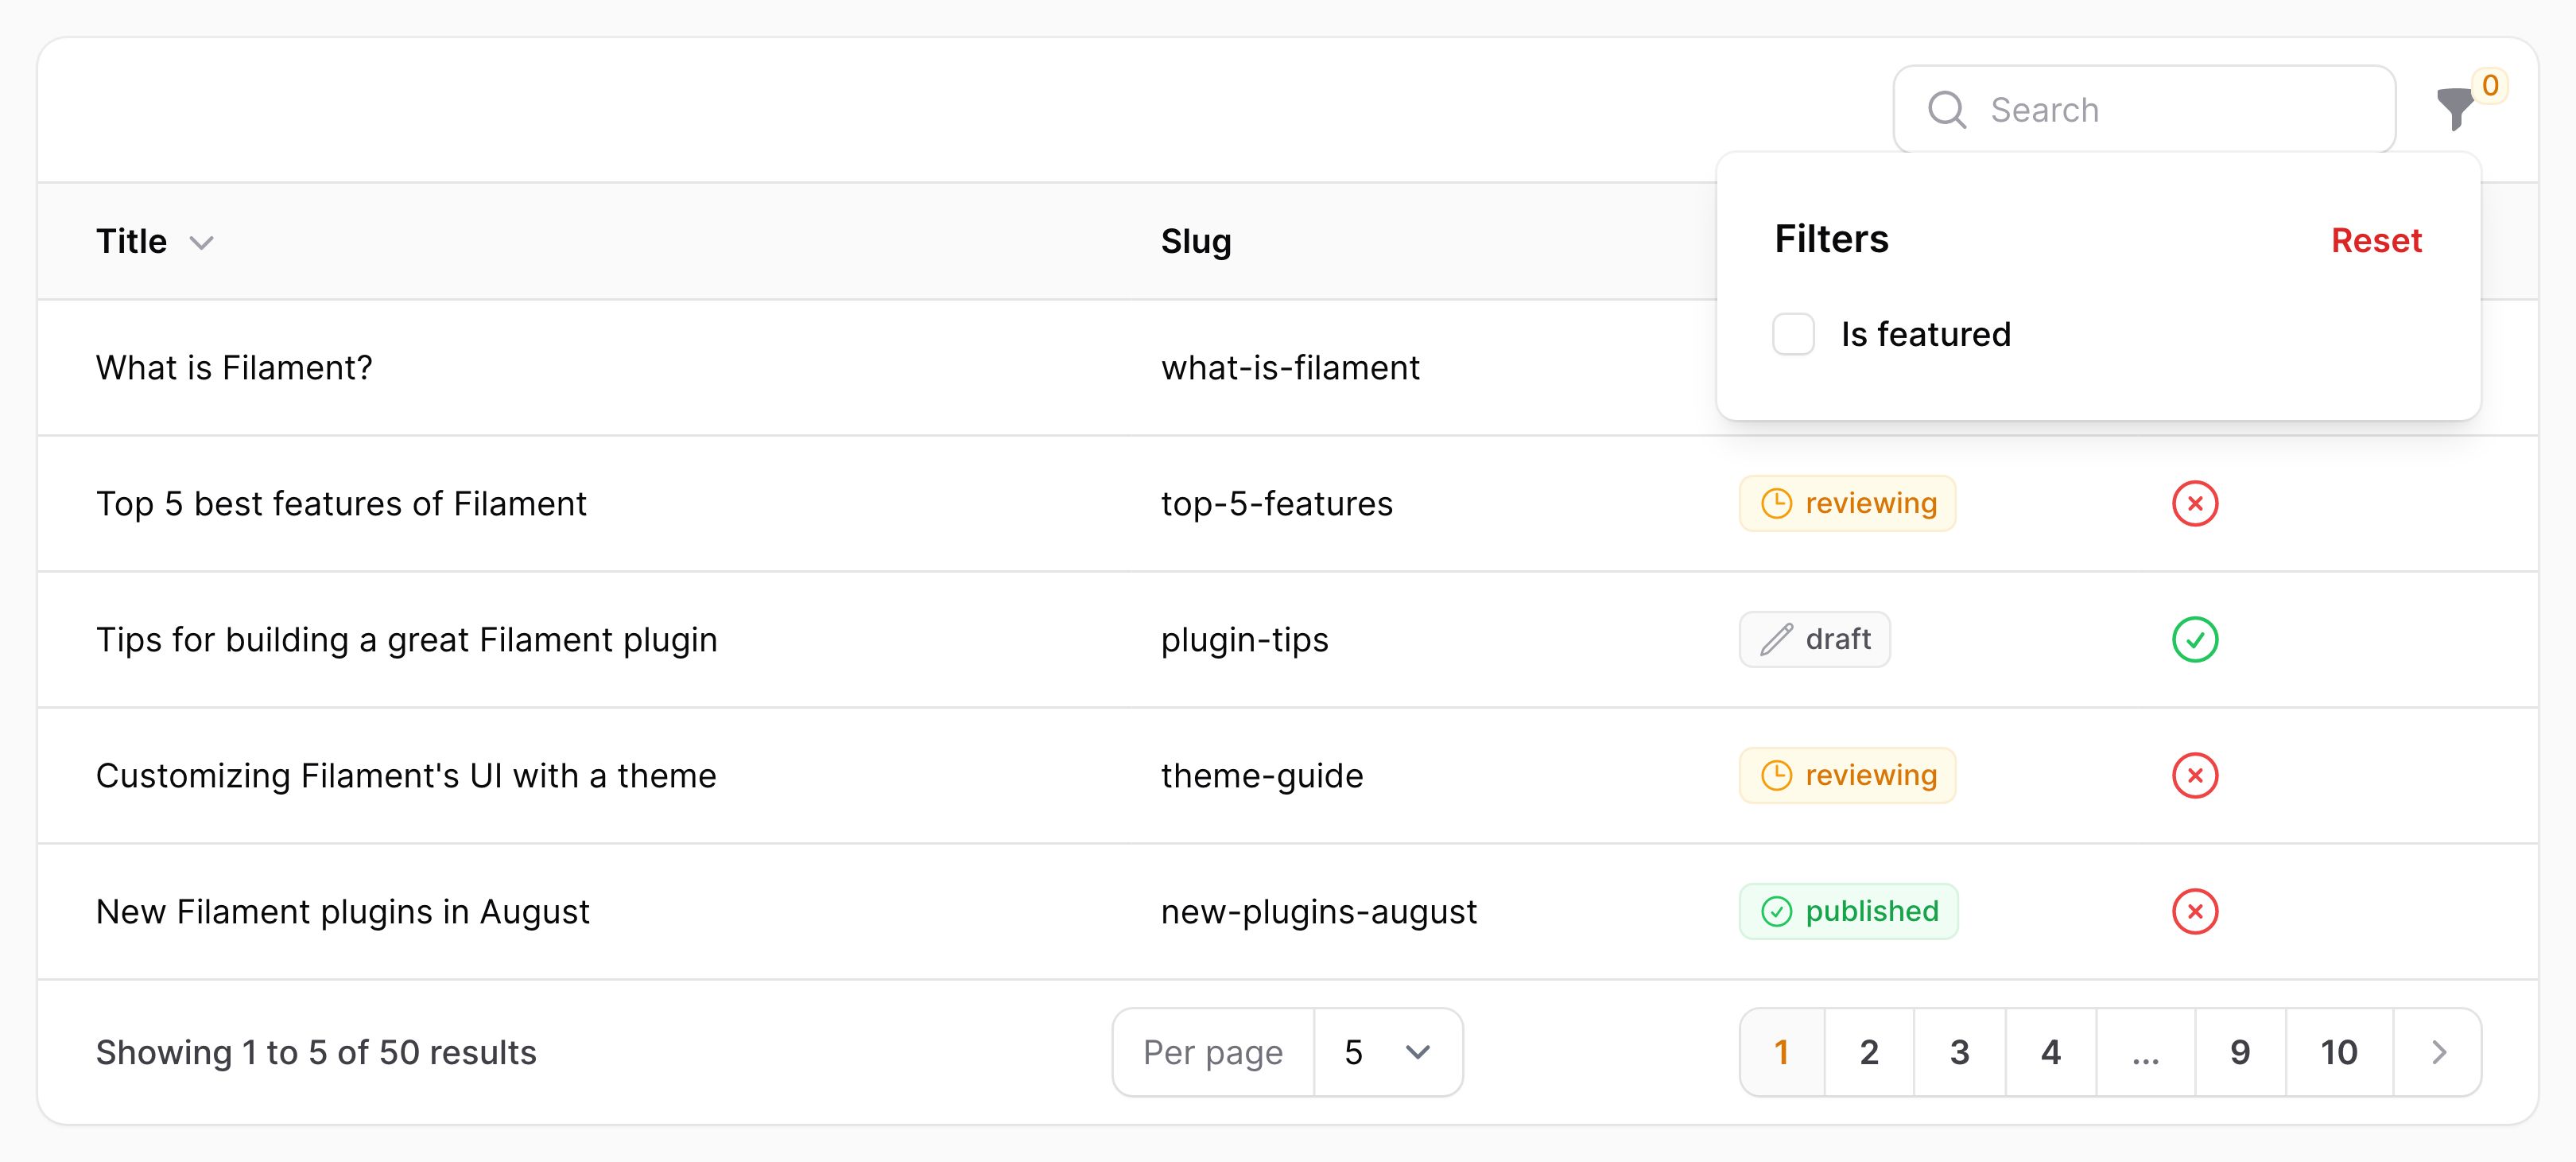 Search
0
Filters Reset
Is featured
Title Slug
What is Filament? what-is-filament
Top 5 best features of Filament top-5-features reviewing
Tips for building a great Filament plugin plugin-tips draft
Customizing Filament's UI with a theme theme-guide reviewing
New Filament plugins in August new-plugins-august published
Showing 1 to 5 of 50 results Per page 5 1 2 3 4 ... 9 10